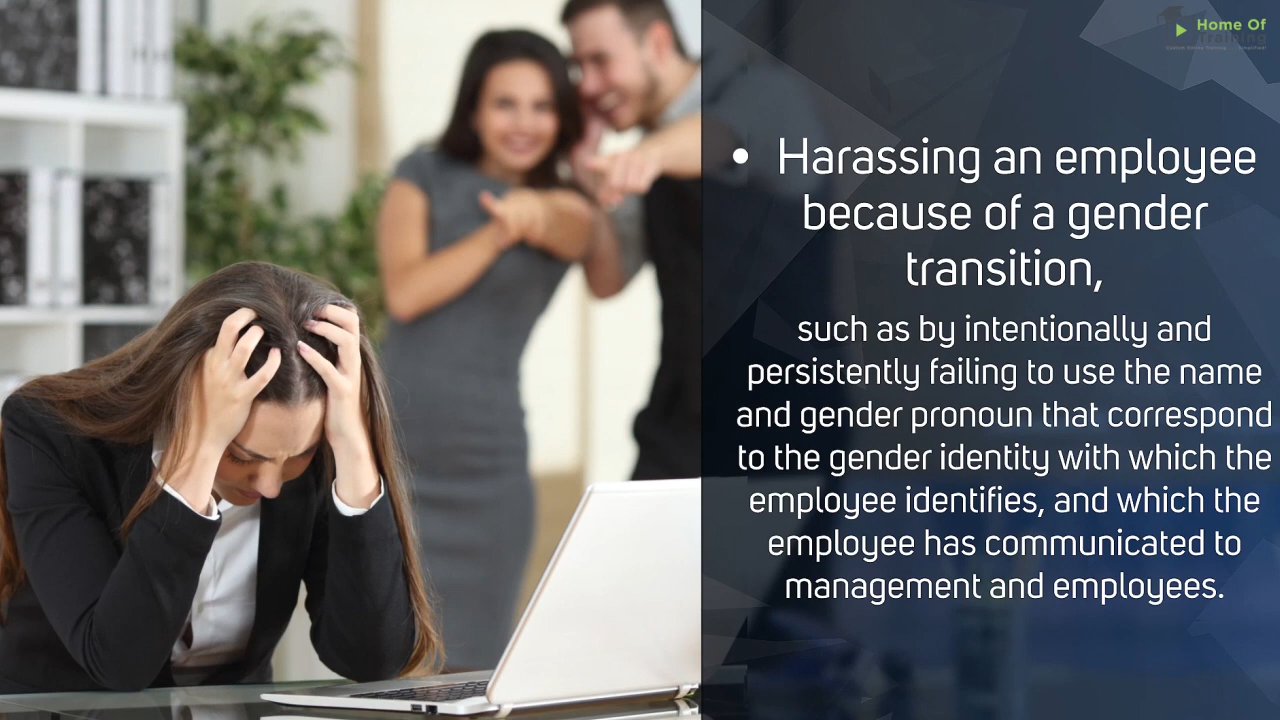 Home Of
Training
• Harassing an employee
because of a gender
transition,
such as by intentionally and
persistently failing to use the name
and gender pronoun that correspond
to the gender identity with which the
employee identifies, and which the
employee has communicated to
management and employees.